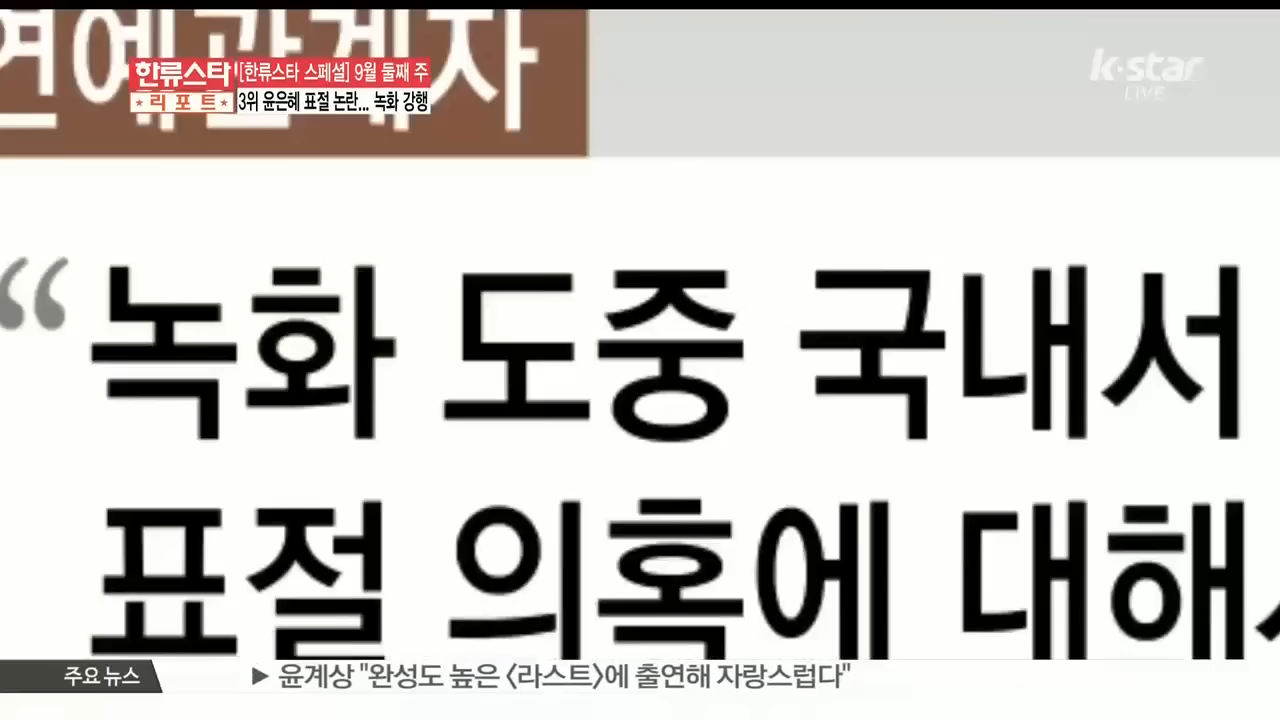 연예관계자
한류스타
★ 리 포 트 ★
[한류스타 스페셜] 9월 둘째 주
3위 윤은혜 표절 논란... 녹화 강행
k·star
LIVE
“녹화 도중 국내서
표절 의혹에 대해
주요 뉴스
▶ 윤계상 "완성도 높은 〈라스트〉에 출연해 자랑스럽다"